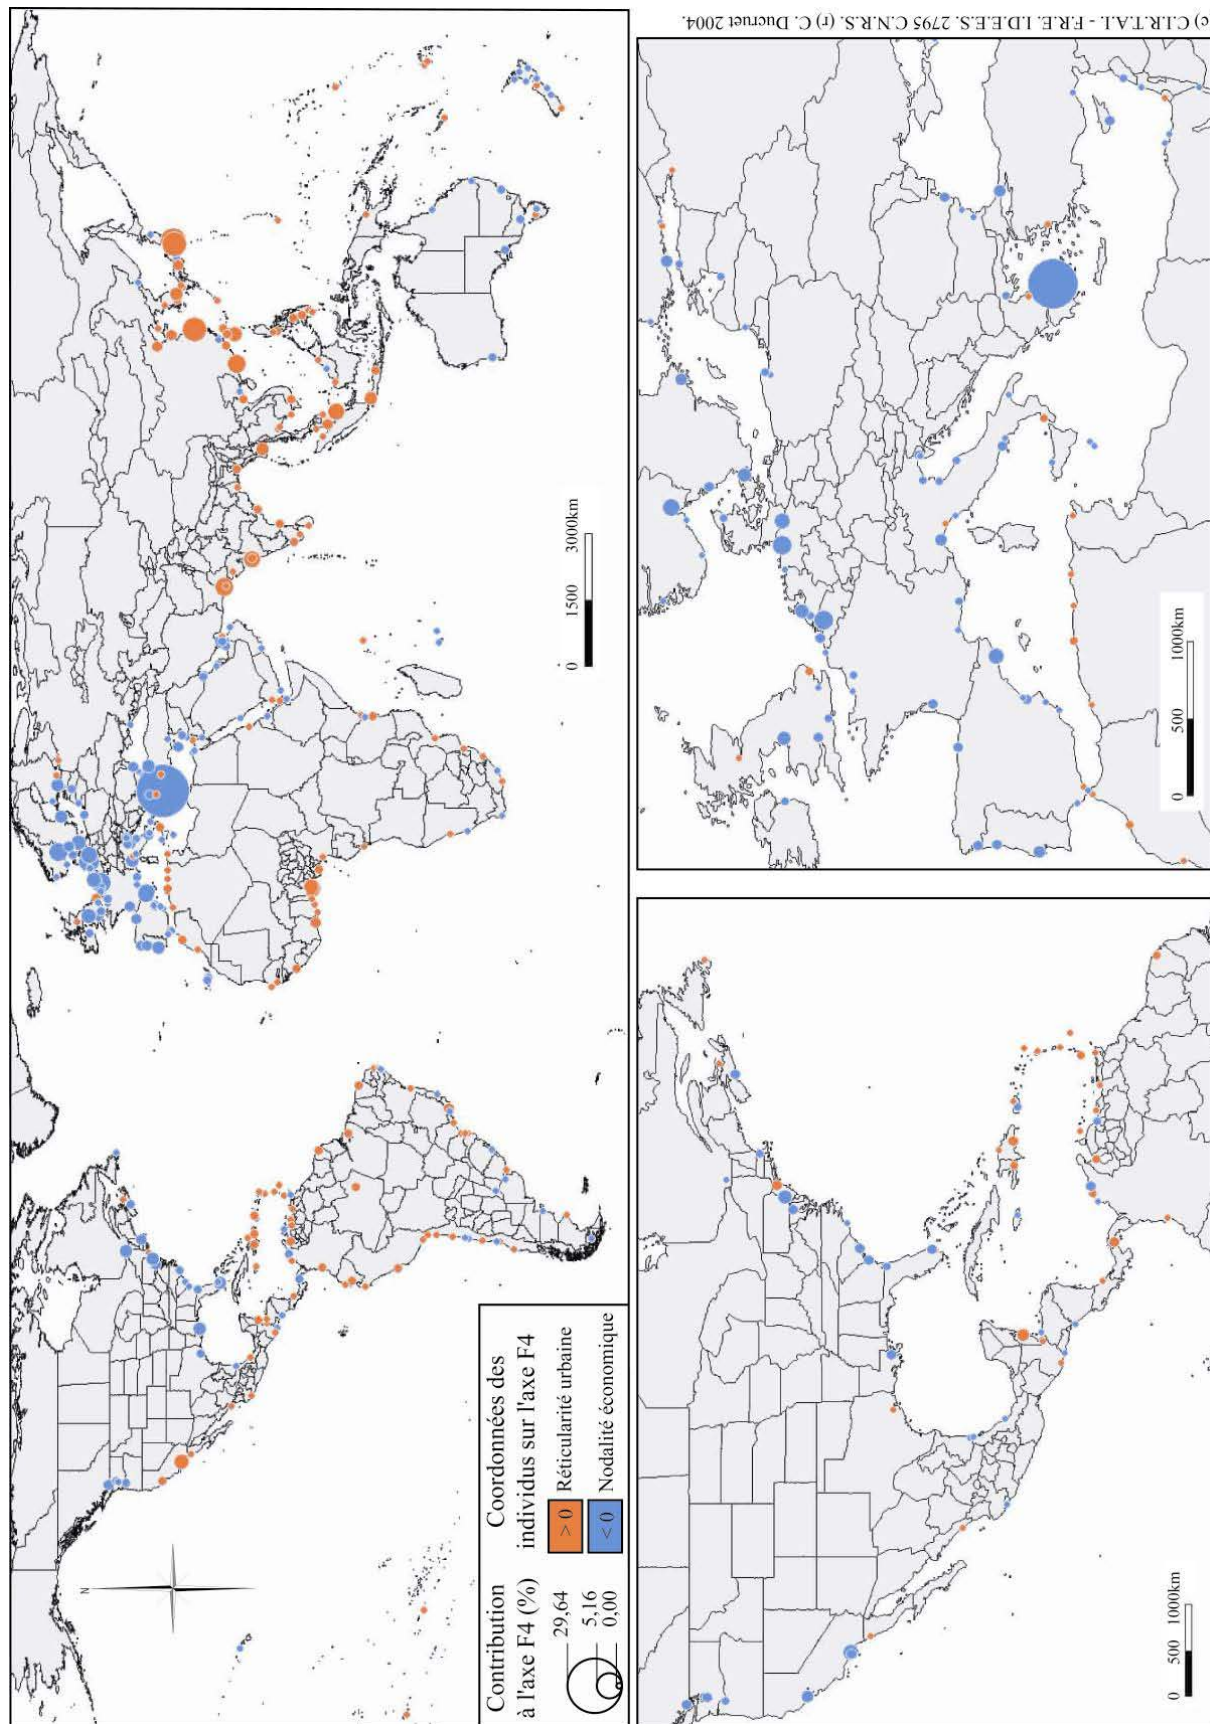 (c) C.I.R.T.A.I. - F.R.E. I.D.E.E.S. 2795 C.N.R.S. (r) C. Ducruet 2004.
N
0 1500 3000km
Contribution
à l'axe F4 (%)
29,64
5,16
0,00
Coordonnées des
individus sur l'axe F4
> 0 Réticularité urbaine
< 0 Nodalité économique
0 500 1000km
0 500 1000km